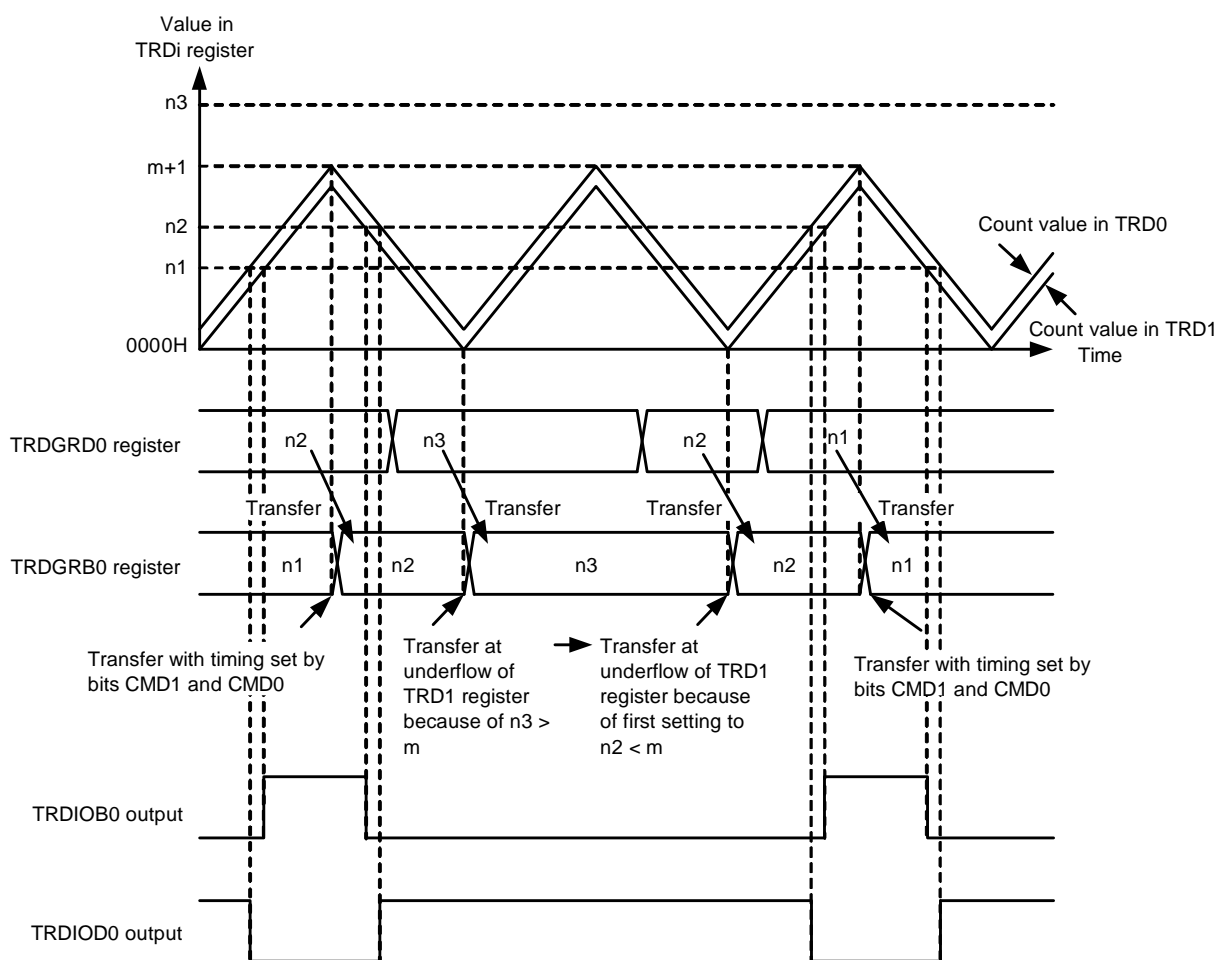 Value in
TRDi register
n3
m+1
n2
n1
0000H
Count value in TRD0
Count value in TRD1
Time
TRDGRD0 register
n2
n3
n2
n1
Transfer
Transfer
Transfer
Transfer
TRDGRB0 register
n1
n2
n3
n2
n1
Transfer with timing set by
bits CMD1 and CMD0
Transfer at
underflow of
TRD1 register
because of n3 >
m
Transfer at
underflow of TRD1
register because
of first setting to
n2 < m
Transfer with timing set by
bits CMD1 and CMD0
TRDIOB0 output
TRDIOD0 output